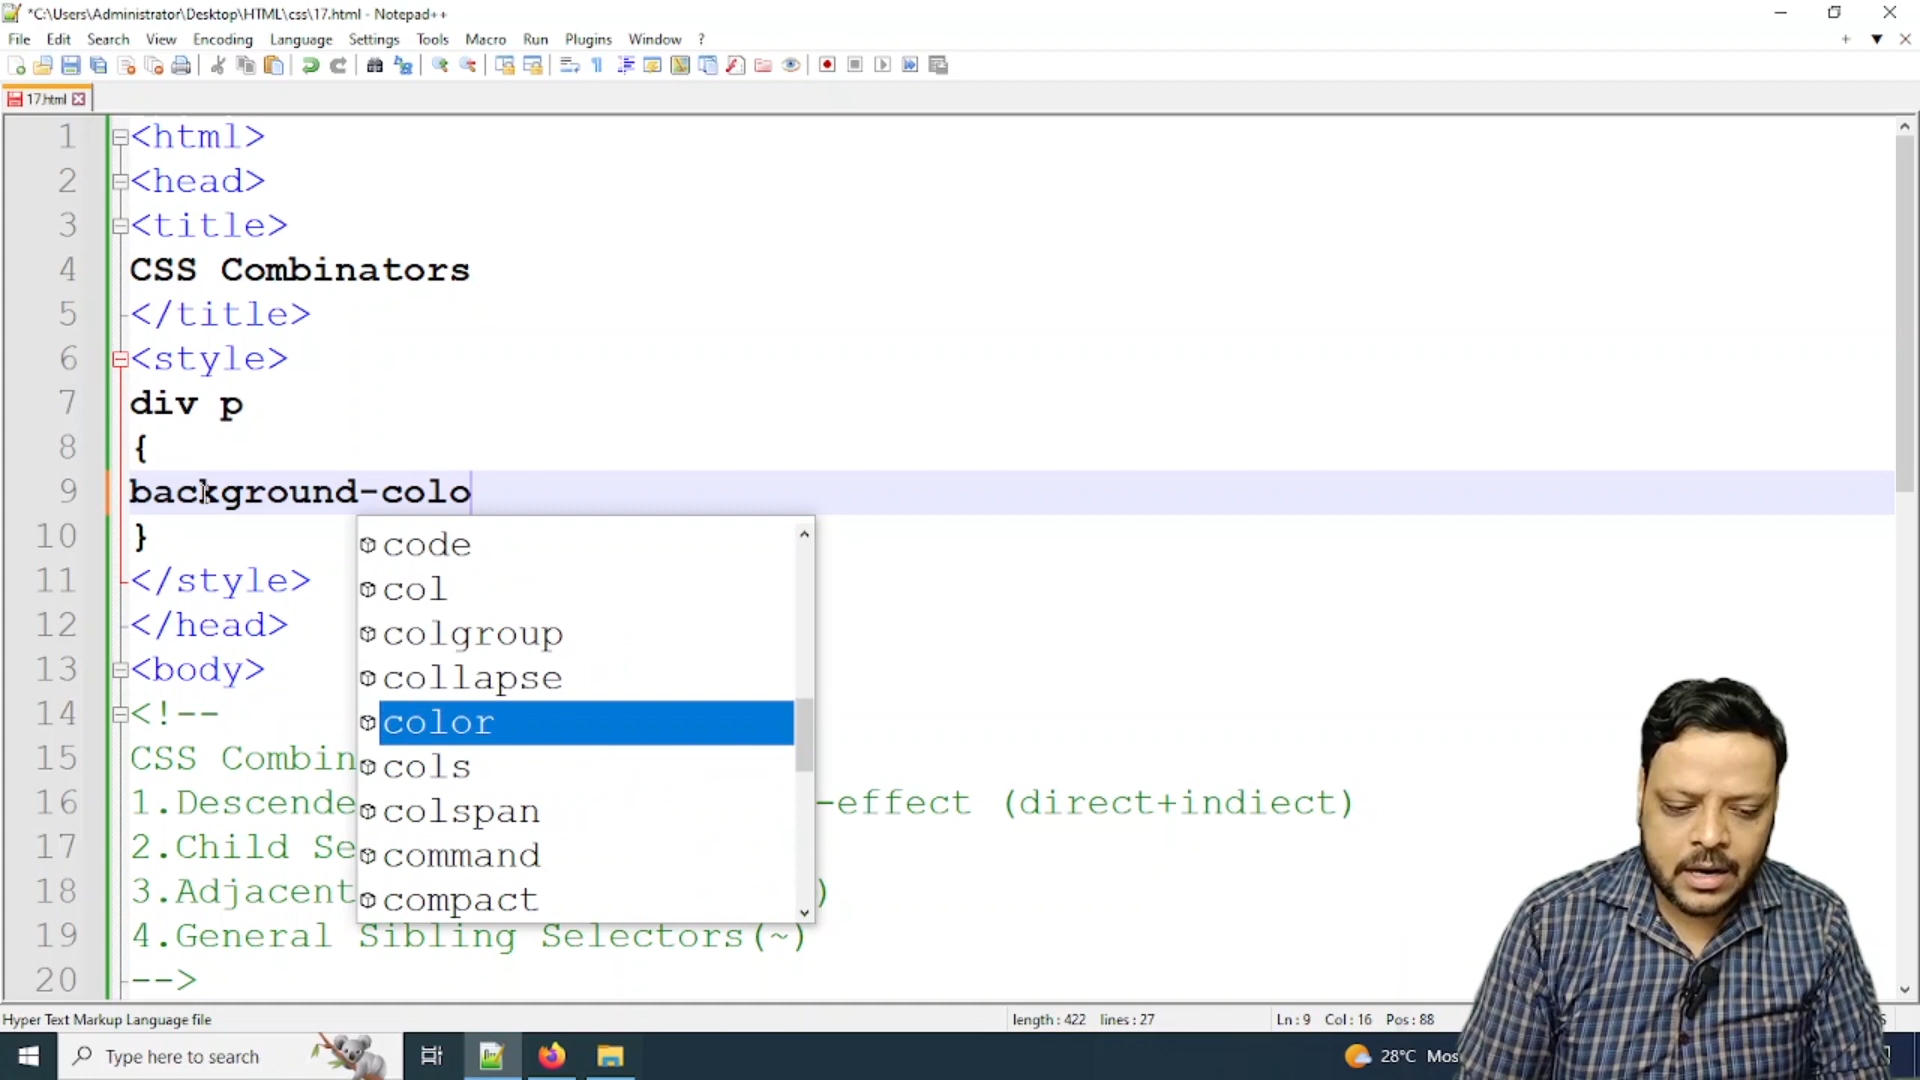 *C:\Users\Administrator\Desktop\HTML\css\17.html - Notepad++
File Edit Search View Encoding Language Settings Tools Macro Run Plugins Window ?
17.html
1 <html>
2 <head>
3 <title>
4 CSS Combinators
5 </title>
6 <style>
7 div p
8 {
9 background-colo
10 }
11 </style>
12 </head>
13 <body>
14 <!--
15 CSS Combin
16 1.Descende -effect (direct+indiect)
17 2.Child Se
18 3.Adjacent )
19 4.General Sibling Selectors(~)
20 -->
code
col
colgroup
collapse
color
cols
colspan
command
compact
Hyper Text Markup Language file length : 422 lines : 27 Ln : 9 Col : 16 Pos : 88
Type here to search 28°C